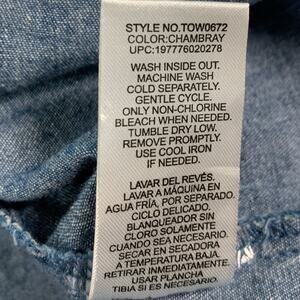 STYLE NO.TOW0672
COLOR:CHAMBRAY
UPC:197776020278
WASH INSIDE OUT.
MACHINE WASH
COLD SEPARATELY.
GENTLE CYCLE.
ONLY NON-CHLORINE
BLEACH WHEN NEEDED.
TUMBLE DRY LOW.
REMOVE PROMPTLY.
USE COOL IRON
IF NEEDED.
LAVAR DEL REVÉS.
LAVAR A MÁQUINA EN
AGUA FRÍA, POR SEPARADO.
CICLO DELICADO.
BLANQUEADOR SIN
CLORO SOLAMENTE
CUANDO SEA NECESARIO.
SECAR EN SECADORA
A TEMPERATURA BAJA.
RETIRAR INMEDIATAMENTE.
USAR PLANCHA
TIBIA SI ES NECESARIO.